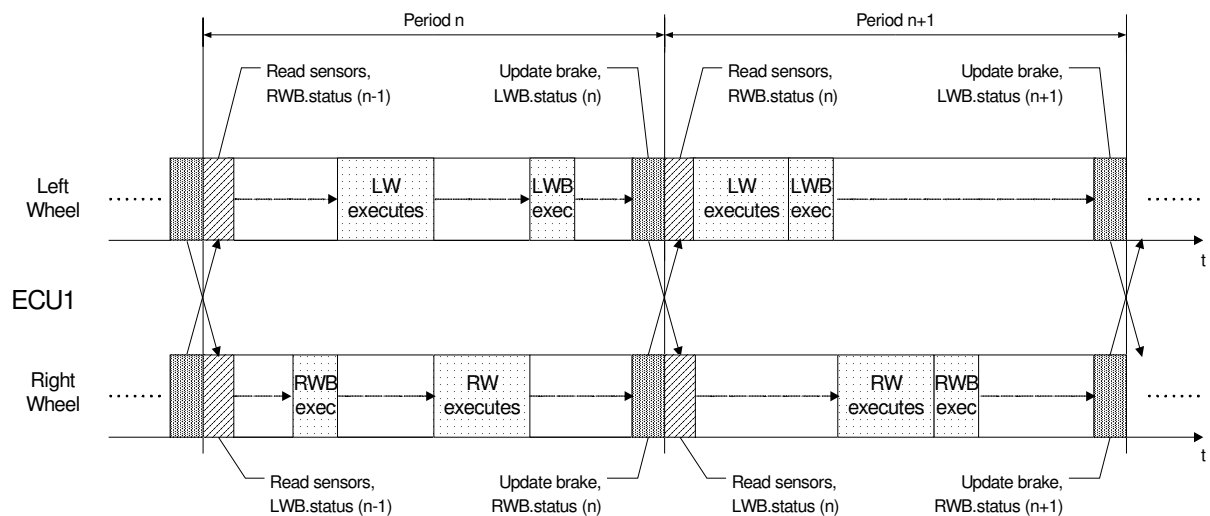 Period n
Period n+1
Read sensors,
RWB.status (n-1)
Update brake,
LWB.status (n)
Read sensors,
RWB.status (n)
Update brake,
LWB.status (n+1)
Left
Wheel
LW
executes
LWB
exec
LW
executes
LWB
exec
t
ECU1
Right
Wheel
RWB
exec
RW
executes
RW
executes
RWB
exec
t
Read sensors,
LWB.status (n-1)
Update brake,
RWB.status (n)
Read sensors,
LWB.status (n)
Update brake,
RWB.status (n+1)